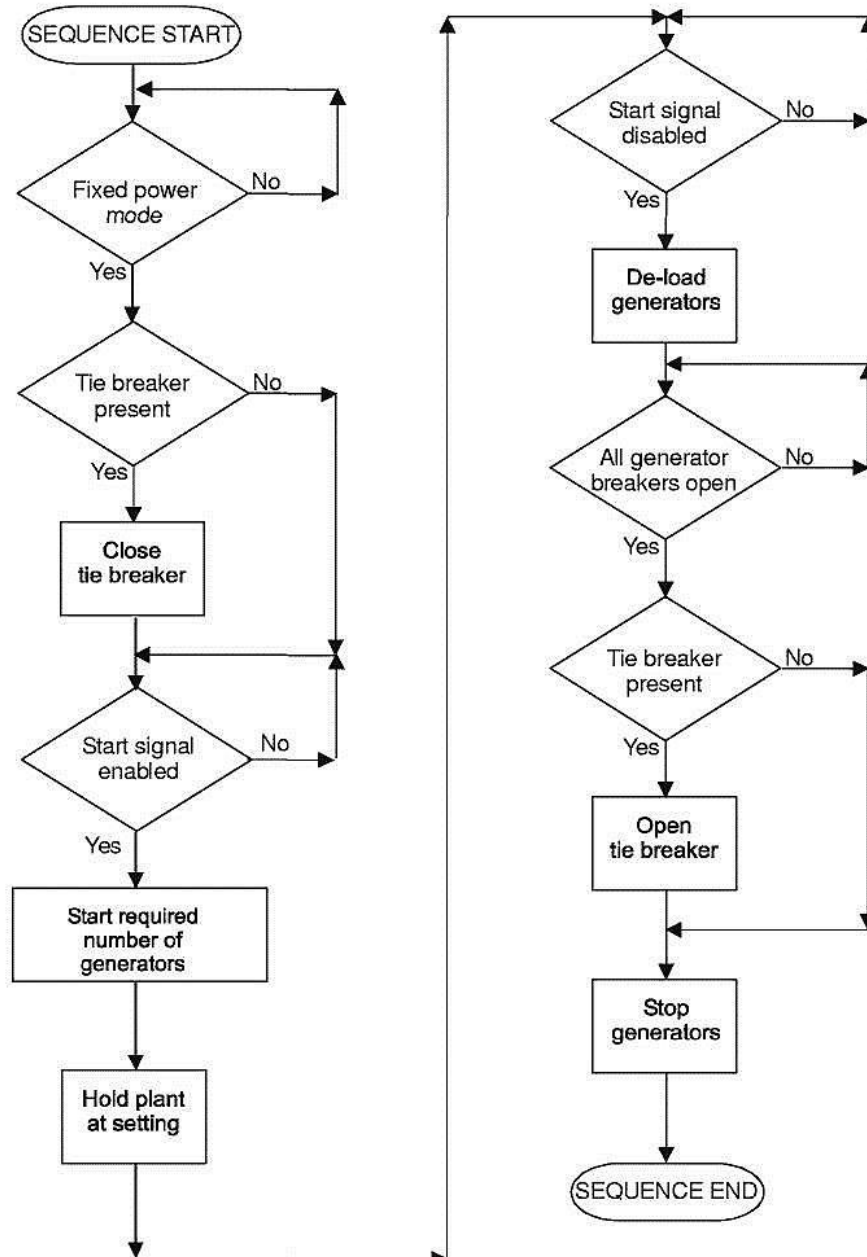 SEQUENCE START
Fixed power
mode
No
Yes
Tie breaker
present
No
Yes
Close
tie breaker
Start signal
enabled
No
Yes
Start required
number of
generators
Hold plant
at setting
Start signal
disabled
No
Yes
De-load
generators
All generator
breakers open
No
Yes
Tie breaker
present
No
Yes
Open
tie breaker
Stop
generators
SEQUENCE END